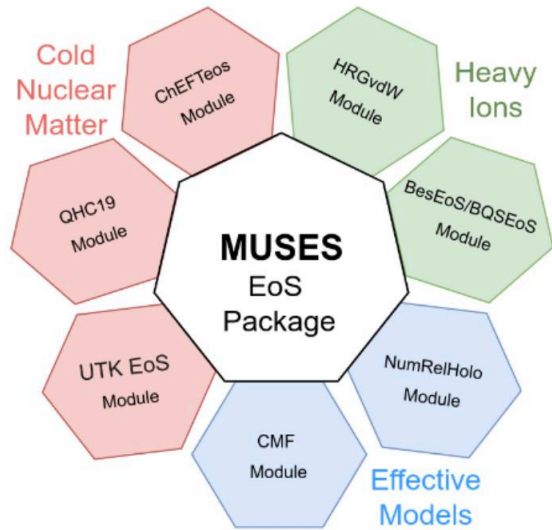 Cold
Nuclear
Matter
ChEFTeos
Module
HRGvdW
Module
Heavy
Ions
QHC19
Module
BesEoS/BQSEoS
Module
MUSES
EoS
Package
UTK EoS
Module
NumRelHolo
Module
CMF
Module
Effective
Models